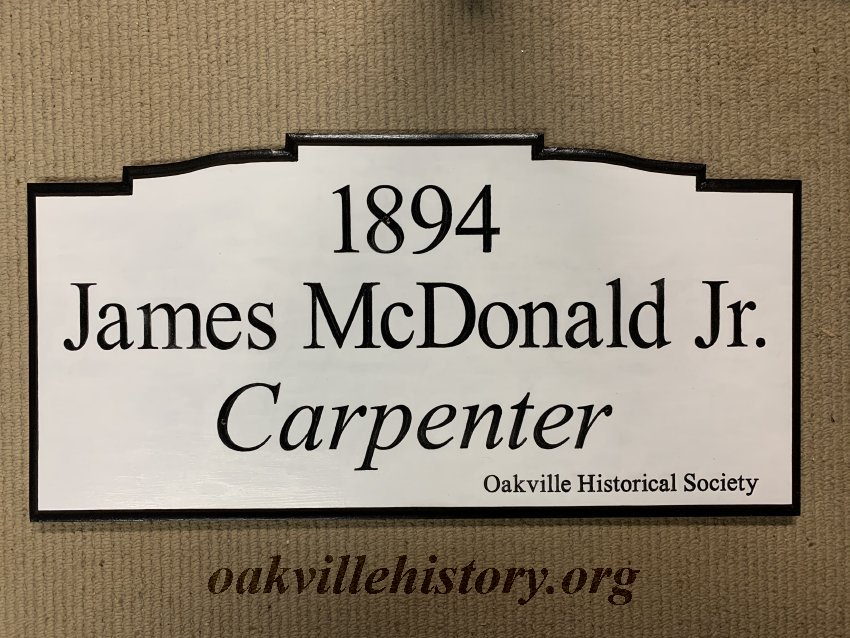 1894
James McDonald Jr.
Carpenter
Oakville Historical Society
oakvillehistory.org